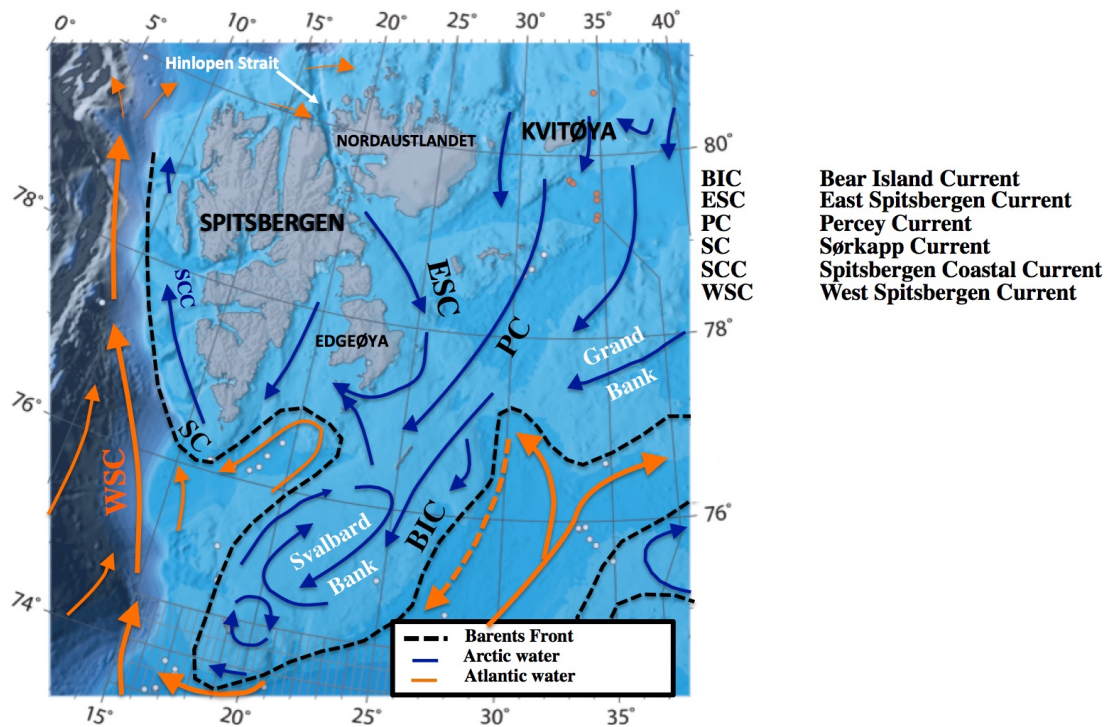 0° 5° 10° 15° 20° 25° 30° 35° 40°
Hinlopen Strait
NORDAUSTLANDET
KVITØYA
80°
78°
SPITSBERGEN
BIC Bear Island Current
ESC East Spitsbergen Current
PC Percey Current
SC Sørkapp Current
SCC Spitsbergen Coastal Current
WSC West Spitsbergen Current
SCC
ESC
EDGEØYA
PC
78°
Grand
Bank
76°
SC
WSC
BIC
76°
Svalbard
Bank
74°
Barents Front
Arctic water
Atlantic water
15° 20° 25° 30° 35°